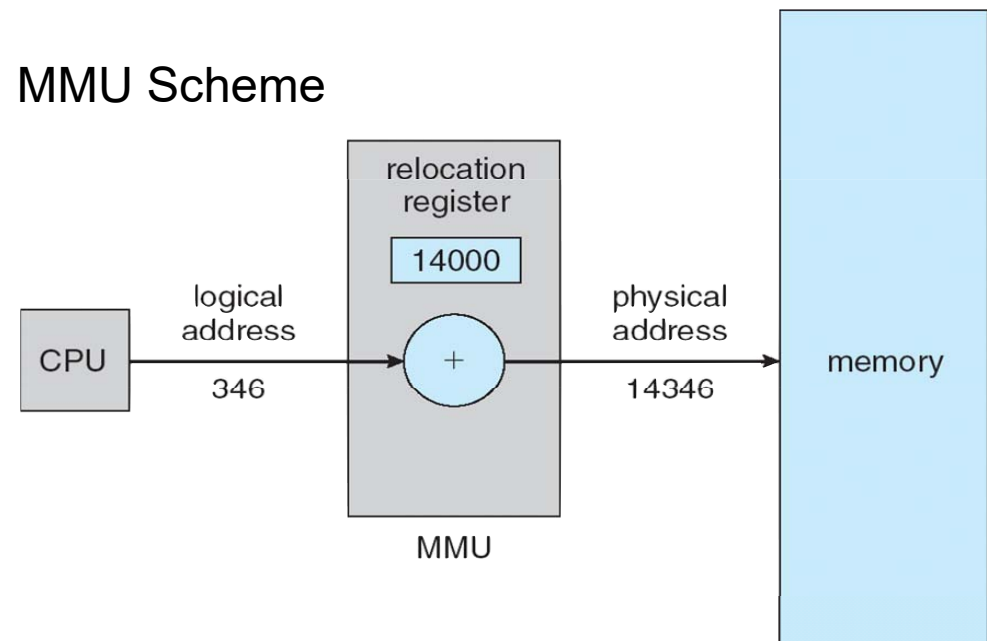 MMU Scheme
relocation
register
14000
logical
address
physical
address
CPU
+
memory
346
14346
MMU